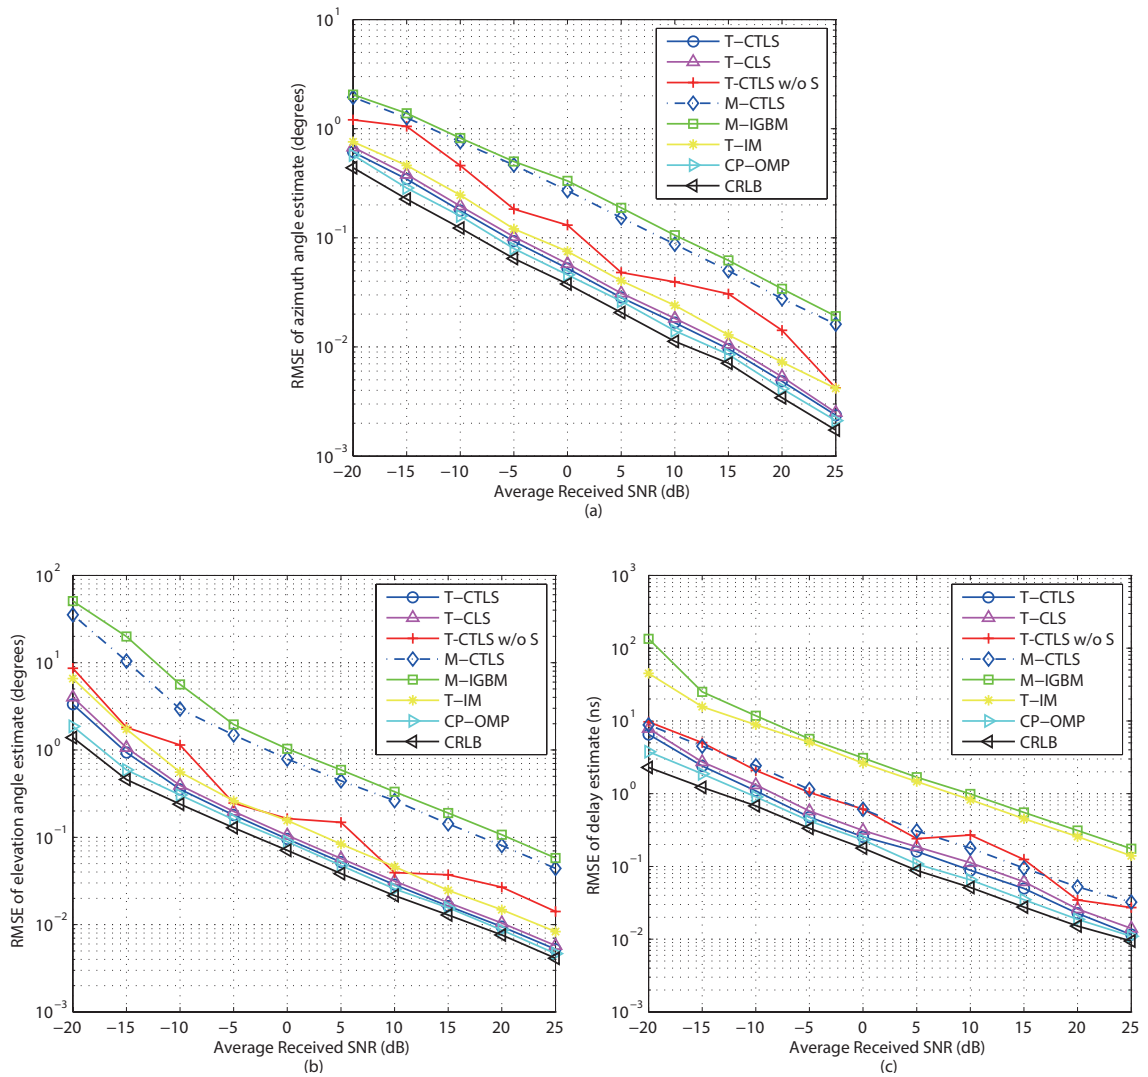 RMSE of azimuth angle estimate (degrees)
10^1
10^0
10^−1
10^−2
10^−3
T−CTLS
T−CLS
T-CTLS w/o S
M−CTLS
M−IGBM
T−IM
CP−OMP
CRLB
−20 −15 −10 −5 0 5 10 15 20 25
Average Received SNR (dB)
(a)
RMSE of elevation angle estimate (degrees)
10^2
10^1
10^0
10^−1
10^−2
10^−3
T−CTLS
T−CLS
T-CTLS w/o S
M−CTLS
M−IGBM
T−IM
CP−OMP
CRLB
−20 −15 −10 −5 0 5 10 15 20 25
Average Received SNR (dB)
(b)
RMSE of delay estimate (ns)
10^3
10^2
10^1
10^0
10^−1
10^−2
10^−3
T−CTLS
T−CLS
T-CTLS w/o S
M−CTLS
M−IGBM
T−IM
CP−OMP
CRLB
−20 −15 −10 −5 0 5 10 15 20 25
Average Received SNR (dB)
(c)